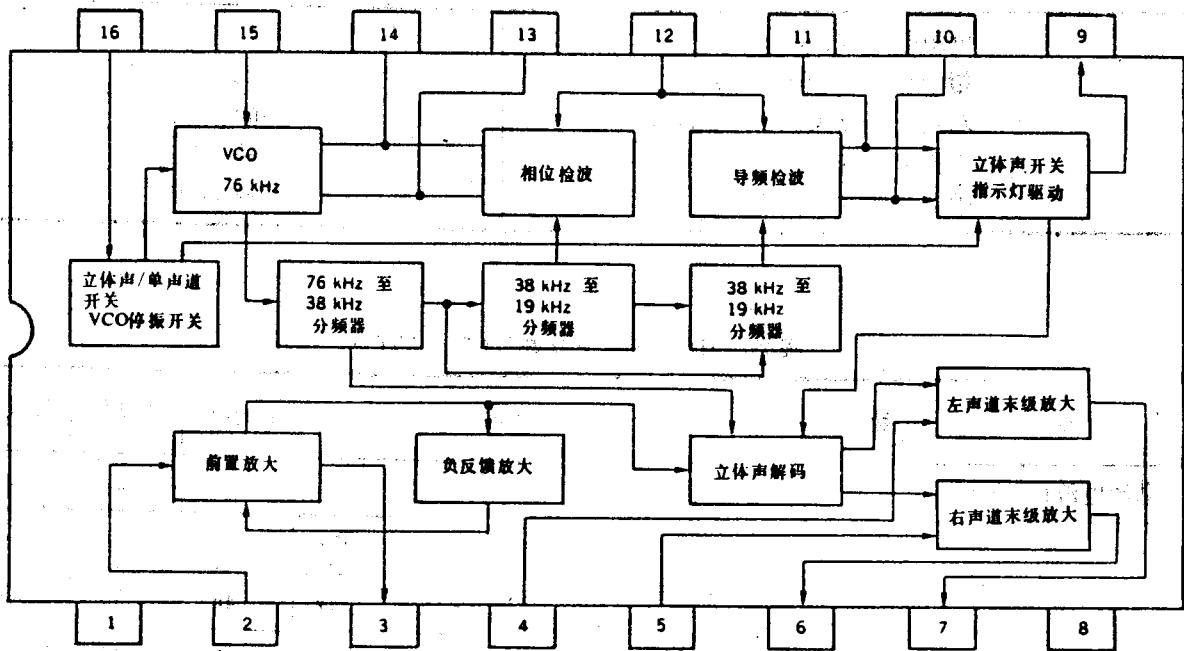 16
15
14
13
12
11
10
9
VCO
76 kHz
相位检波
导频检波
立体声开关
指示灯驱动
立体声/单声道
开关
VCO停振开关
76 kHz 至
38 kHz
分频器
38 kHz 至
19 kHz
分频器
38 kHz 至
19 kHz
分频器
左声道末级放大
前置放大
负反馈放大
立体声解码
右声道末级放大
1
2
3
4
5
6
7
8